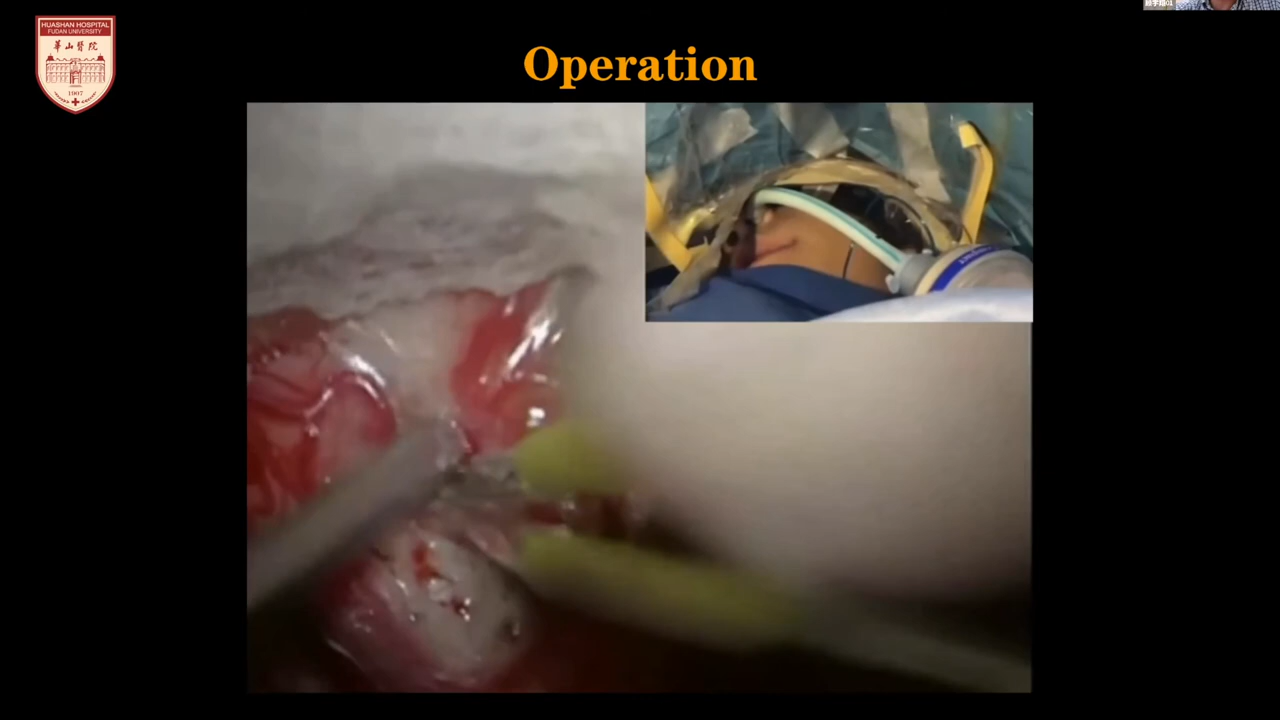 HUASHAN HOSPITAL
FUDAN UNIVERSITY
華山醫院
1907
Operation